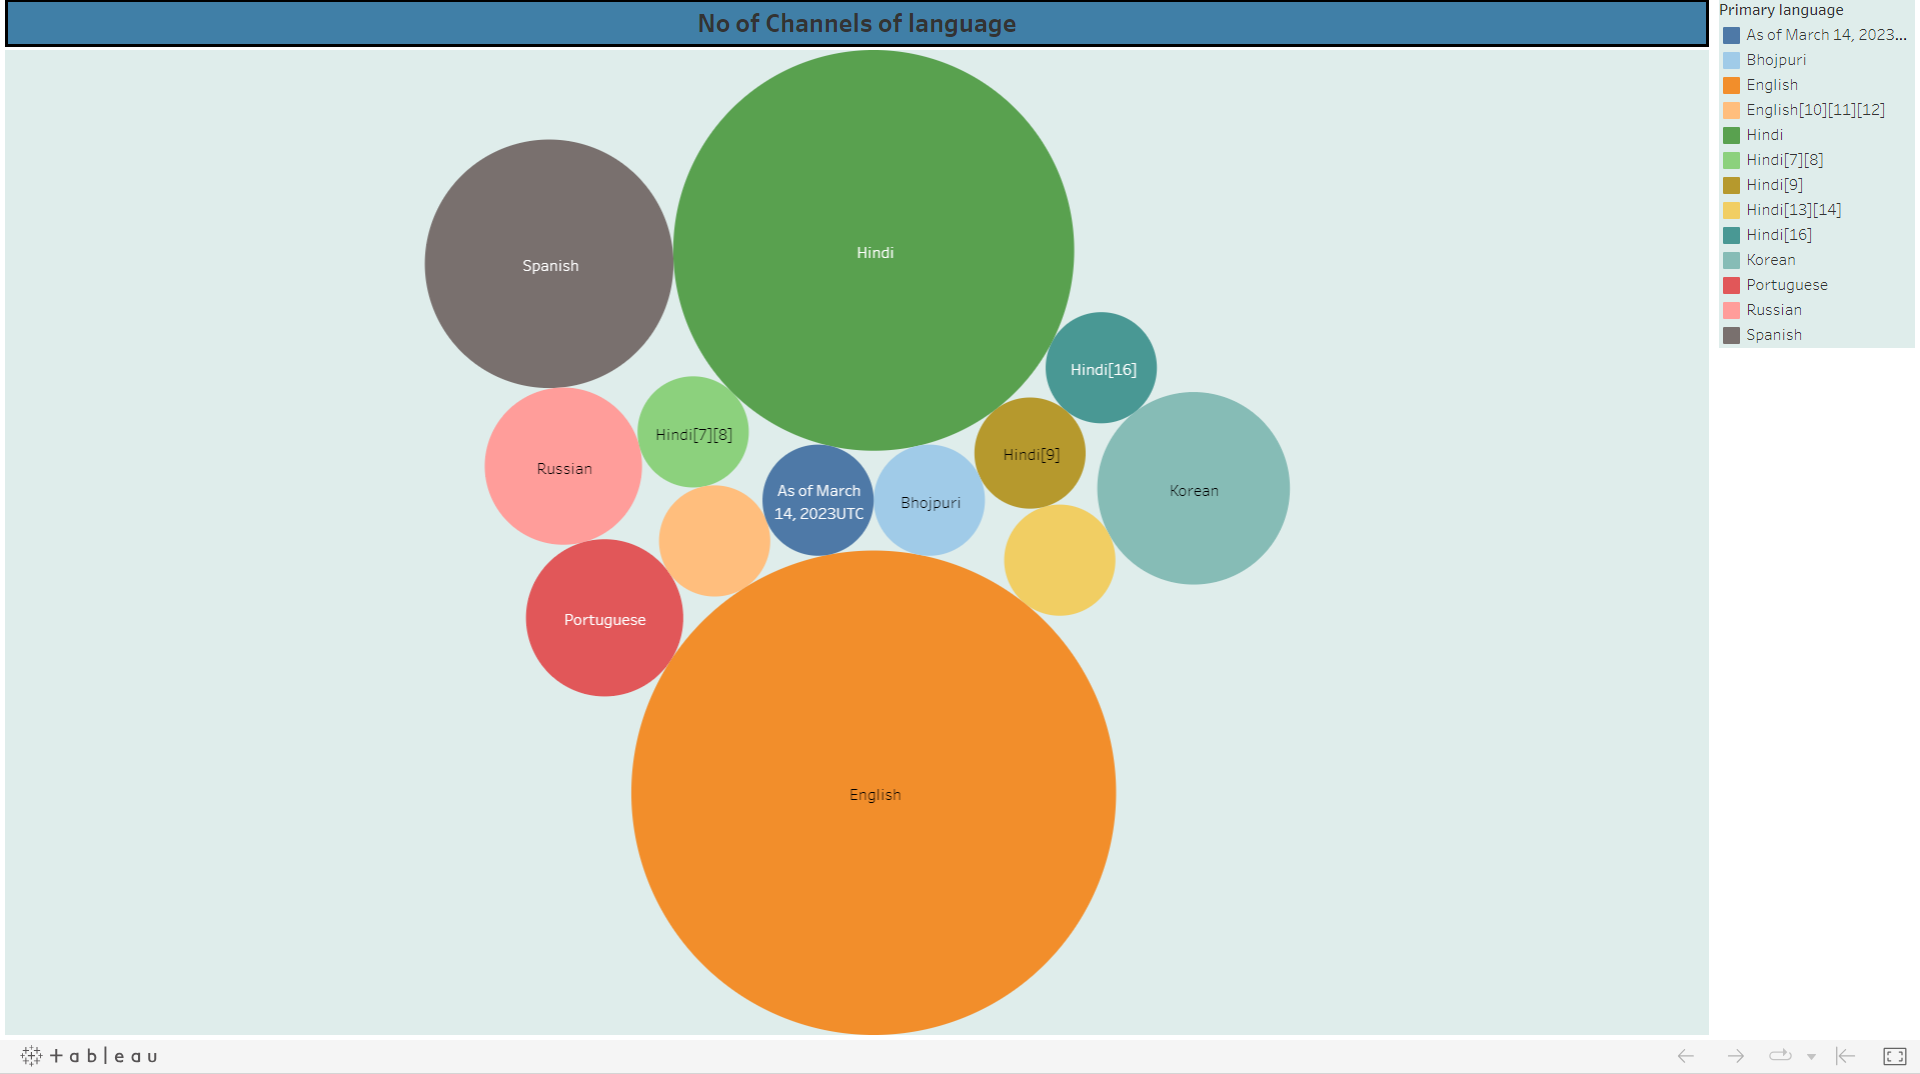 No of Channels of language
Primary language
As of March 14, 2023...
Bhojpuri
English
English[10][11][12]
Hindi
Hindi[7][8]
Hindi[9]
Hindi[13][14]
Hindi[16]
Korean
Portuguese
Russian
Spanish
Hindi
Spanish
Hindi[16]
Hindi[7][8]
Hindi[9]
Russian
As of March
14, 2023UTC
Bhojpuri
Korean
Portuguese
English
+ableau